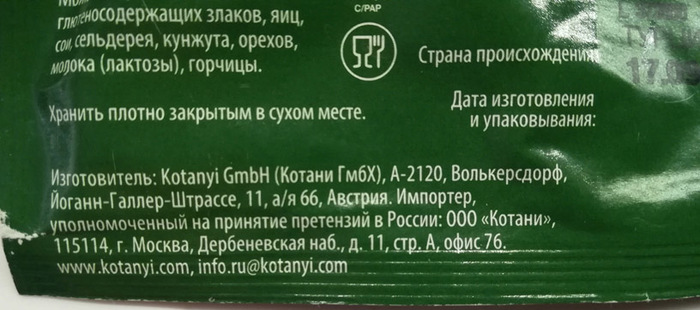 C/PAP
глютеносодержащих злаков, яиц,
сои, сельдерея, кунжута, орехов,
молока (лактозы), горчицы.
Страна происхождения
17.0
Хранить плотно закрытым в сухом месте.
Дата изготовления
и упаковывания:
Изготовитель: Kotanyi GmbH (Котани ГмбХ), А-2120, Волькерсдорф,
Йоганн-Галлер-Штрассе, 11, а/я 66, Австрия. Импортер,
уполномоченный на принятие претензий в России: ООО «Котани»,
115114, г. Москва, Дербеневская наб., д. 11, стр. А, офис 76.
www.kotanyi.com, info.ru@kotanyi.com